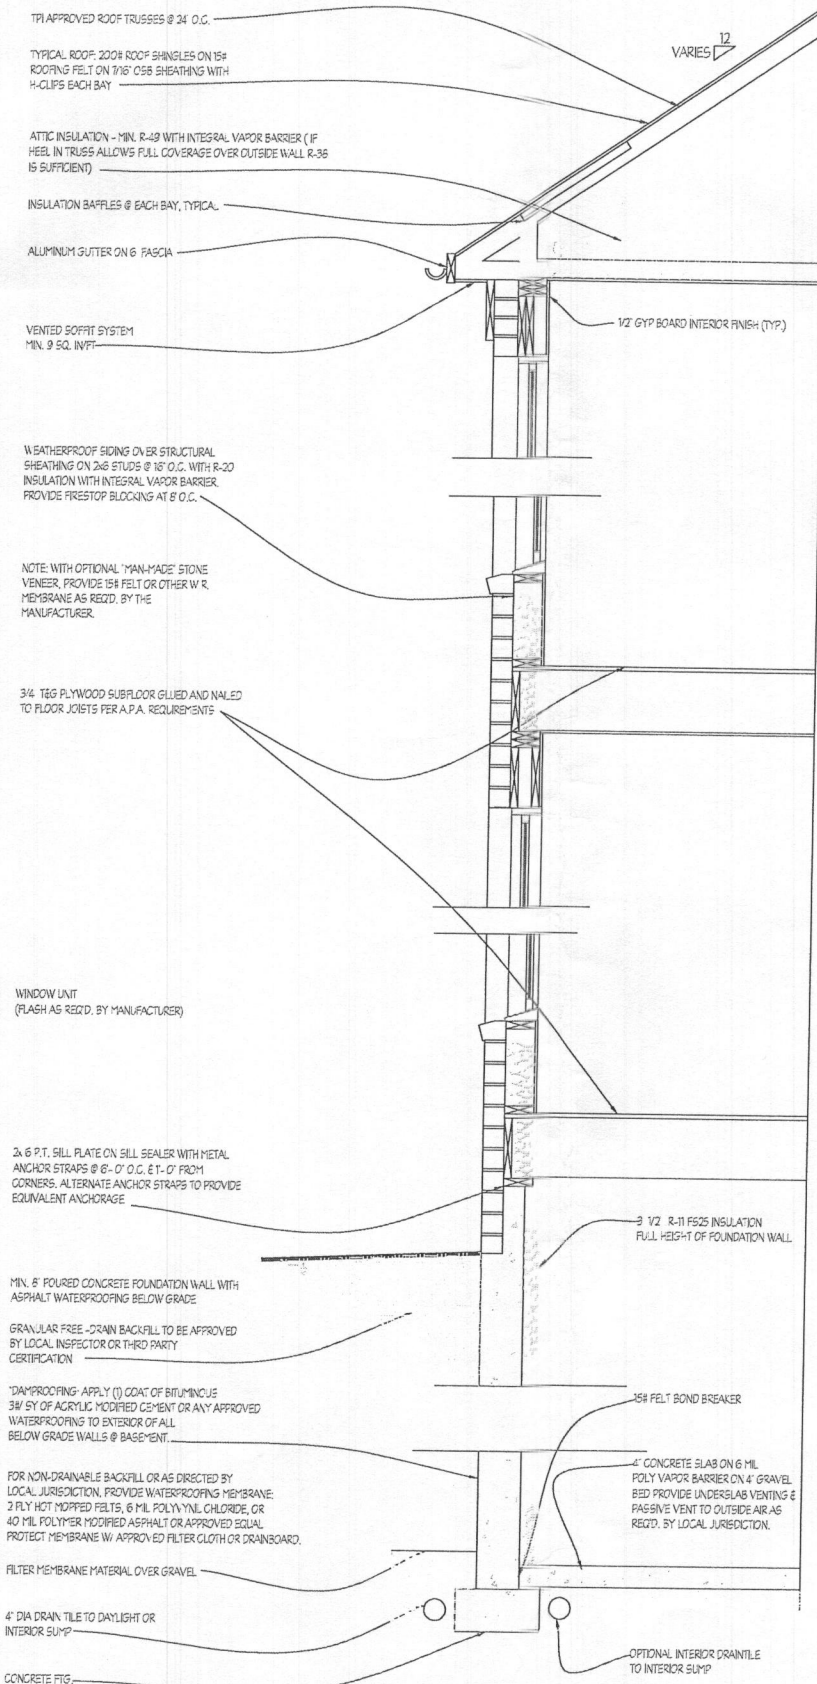 TPI APPROVED ROOF TRUSSES @ 24" O.C.
12
VARIES
TYPICAL ROOF: 200# ROOF SHINGLES ON 15#
ROOFING FELT ON 7/16" OSB SHEATHING WITH
H-CLIPS EACH BAY
ATTIC INSULATION - MIN. R-49 WITH INTEGRAL VAPOR BARRIER ( IF
HEEL IN TRUSS ALLOWS FULL COVERAGE OVER OUTSIDE WALL R-38
IS SUFFICIENT)
INSULATION BAFFLES @ EACH BAY, TYPICAL
ALUMINUM GUTTER ON 6 FASCIA
1/2" GYP BOARD INTERIOR FINISH (TYP.)
VENTED SOFFIT SYSTEM
MIN. 9 SQ. IN/FT
WEATHERPROOF SIDING OVER STRUCTURAL
SHEATHING ON 2x6 STUDS @ 16" O.C. WITH R-20
INSULATION WITH INTEGRAL VAPOR BARRIER.
PROVIDE FIRESTOP BLOCKING AT 8' O.C.
NOTE: WITH OPTIONAL "MAN-MADE" STONE
VENEER, PROVIDE 15# FELT OR OTHER W.R.
MEMBRANE AS REQ'D. BY THE
MANUFACTURER.
3/4 T&G PLYWOOD SUBFLOOR GLUED AND NAILED
TO FLOOR JOISTS PER A.P.A. REQUIREMENTS
WINDOW UNIT
(FLASH AS REQ'D. BY MANUFACTURER)
2x 6 P.T. SILL PLATE ON SILL SEALER WITH METAL
ANCHOR STRAPS @ 6'- 0" O.C. & 1'- 0" FROM
CORNERS. ALTERNATE ANCHOR STRAPS TO PROVIDE
EQUIVALENT ANCHORAGE
3 1/2 R-11 FS25 INSULATION
FULL HEIGHT OF FOUNDATION WALL
MIN. 8" POURED CONCRETE FOUNDATION WALL WITH
ASPHALT WATERPROOFING BELOW GRADE
GRANULAR FREE -DRAIN BACKFILL TO BE APPROVED
BY LOCAL INSPECTOR OR THIRD PARTY
CERTIFICATION
"DAMPROOFING- APPLY (1) COAT OF BITUMINOUS
3#/ SY OF ACRYLIC MODIFIED CEMENT OR ANY APPROVED
WATERPROOFING TO EXTERIOR OF ALL
BELOW GRADE WALLS @ BASEMENT.
15# FELT BOND BREAKER
4" CONCRETE SLAB ON 6 MIL
POLY VAPOR BARRIER ON 4" GRAVEL
BED PROVIDE UNDERSLAB VENTING &
PASSIVE VENT TO OUTSIDE AIR AS
REQ'D. BY LOCAL JURISDICTION.
FOR NON-DRAINABLE BACKFILL OR AS DIRECTED BY
LOCAL JURISDICTION, PROVIDE WATERPROOFING MEMBRANE:
2 PLY HOT MOPPED FELTS, 6 MIL POLYVYNIL CHLORIDE, OR
40 MIL POLYMER MODIFIED ASPHALT OR APPROVED EQUAL
PROTECT MEMBRANE W/ APPROVED FILTER CLOTH OR DRAINBOARD.
FILTER MEMBRANE MATERIAL OVER GRAVEL
4" DIA DRAIN TILE TO DAYLIGHT OR
INTERIOR SUMP
OPTIONAL INTERIOR DRAINTILE
TO INTERIOR SUMP
CONCRETE FTG.